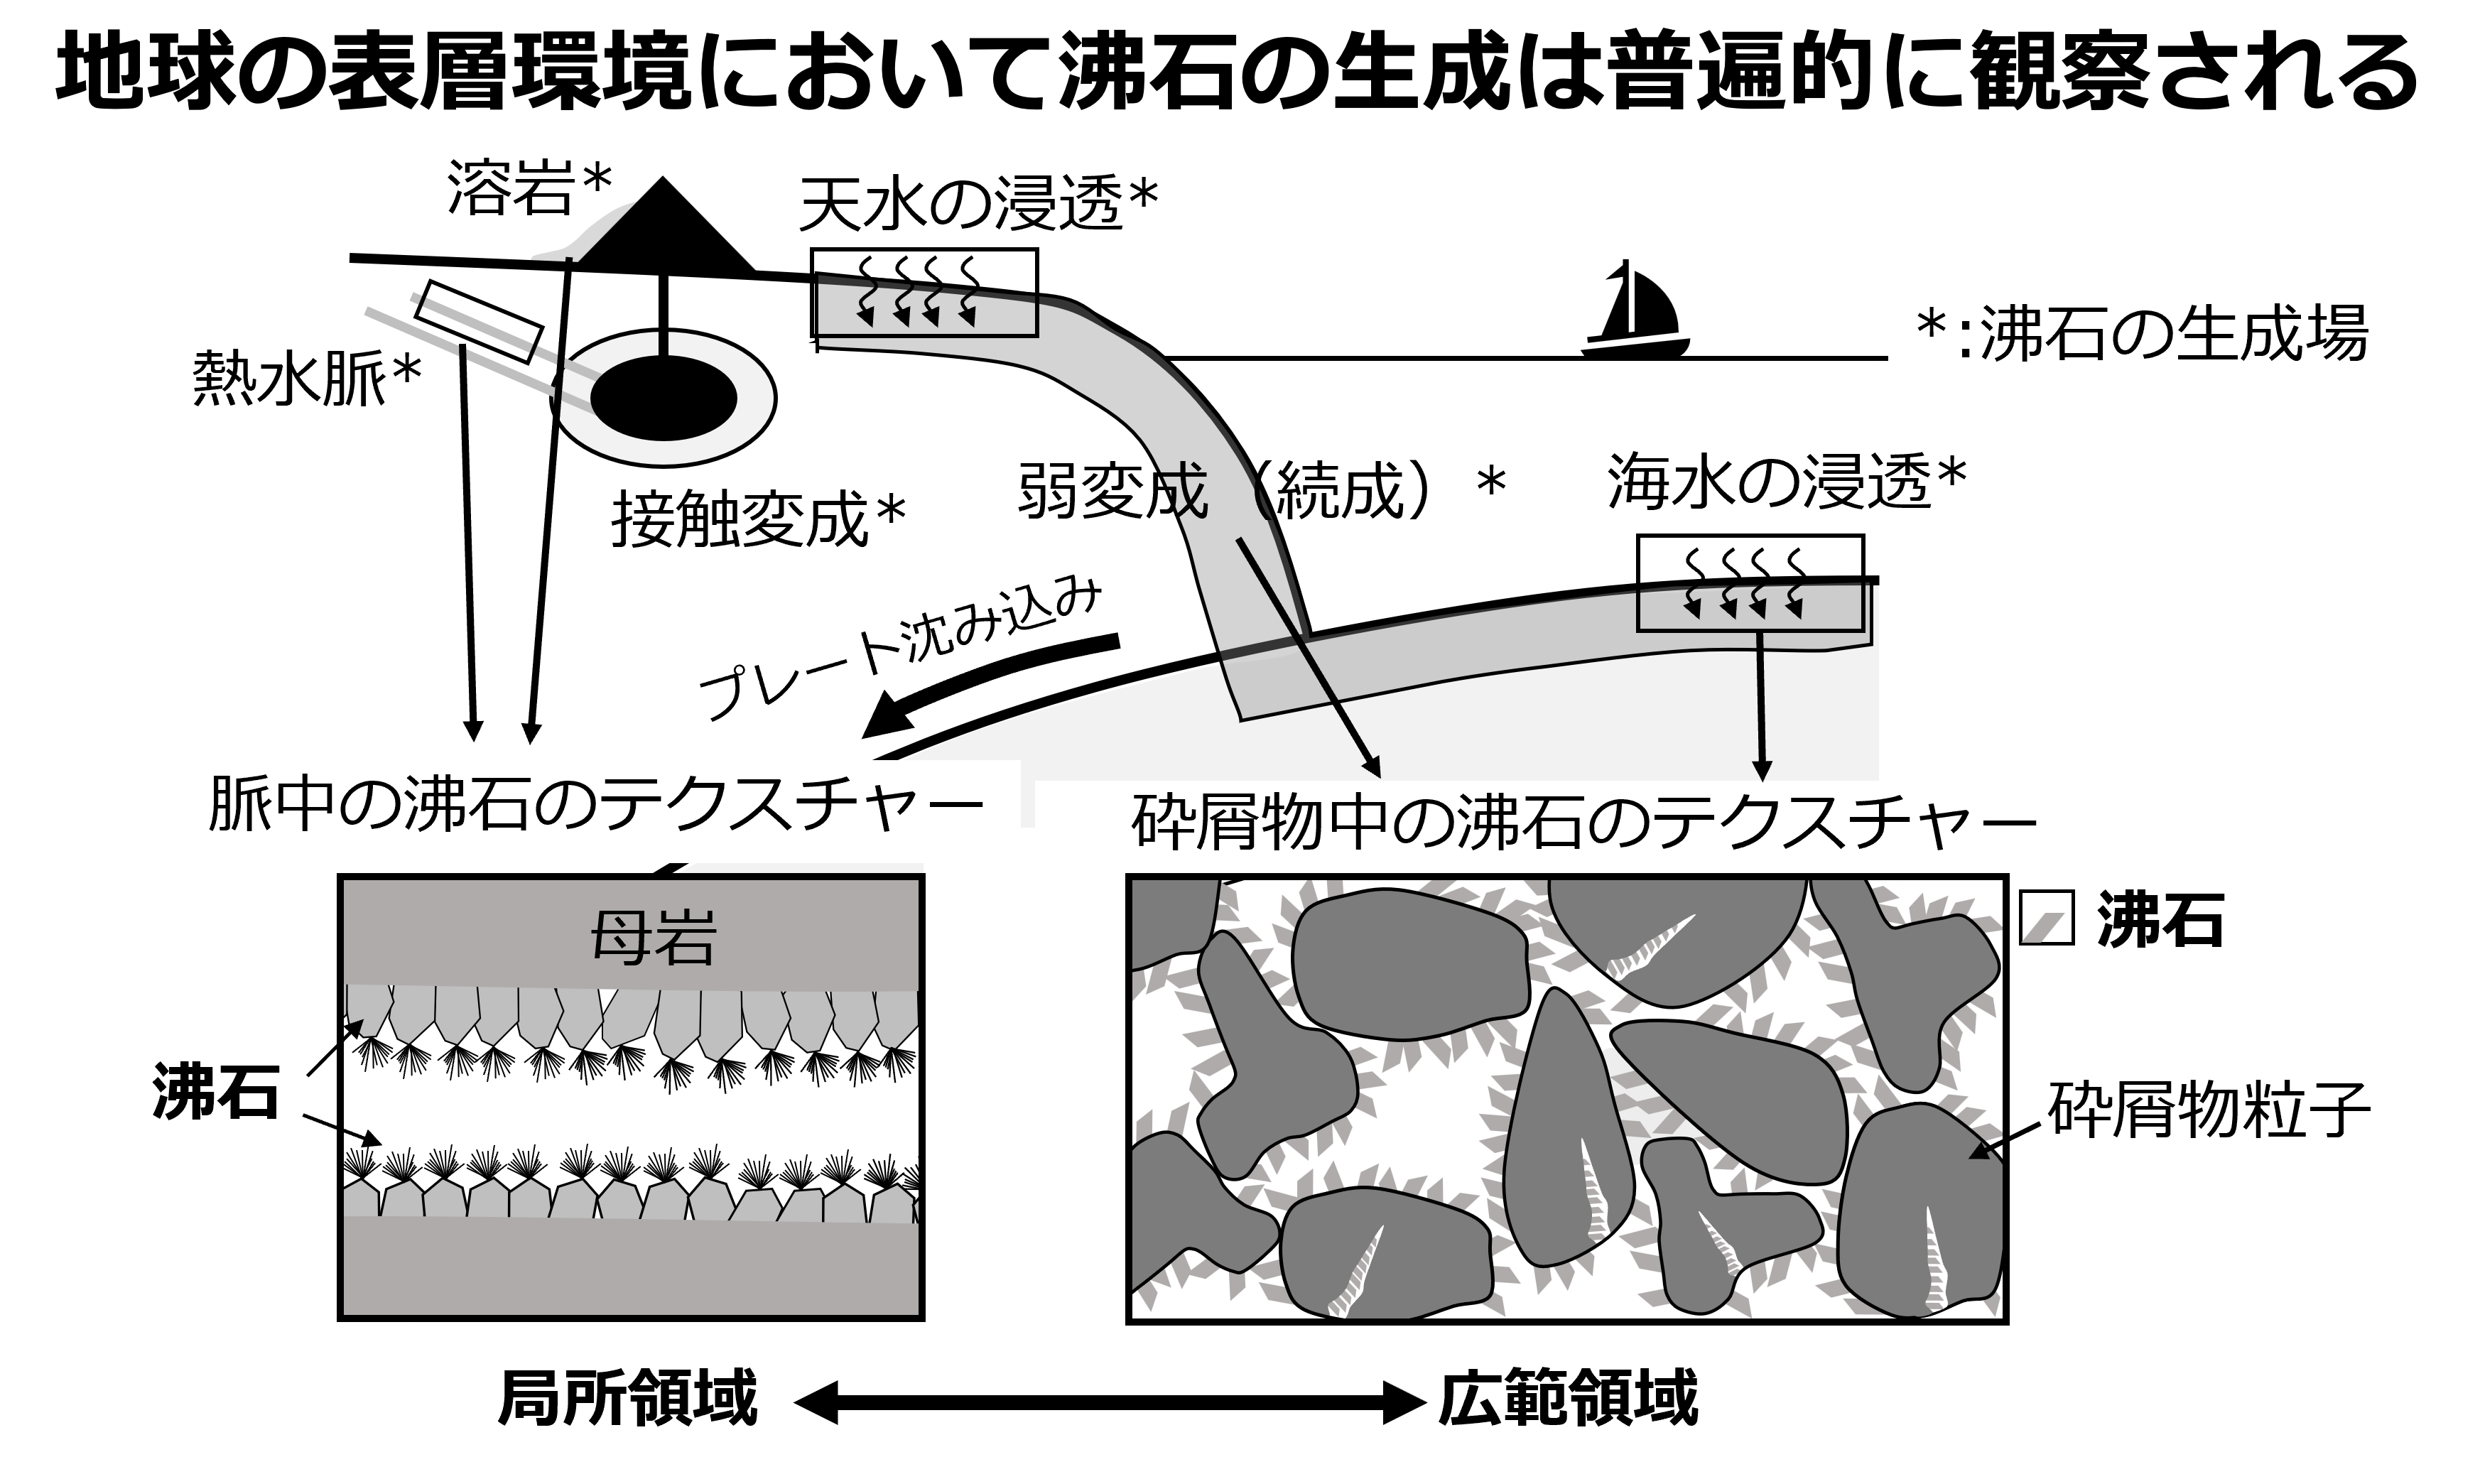 地球の表層環境において沸石の生成は普遍的に観察される
溶岩*
天水の浸透*
*:沸石の生成場
熱水脈*
接触変成*
弱変成（続成）*
海水の浸透*
プレート沈み込み
脈中の沸石のテクスチャー
砕屑物中の沸石のテクスチャー
母岩
沸石
沸石
砕屑物粒子
局所領域
広範領域